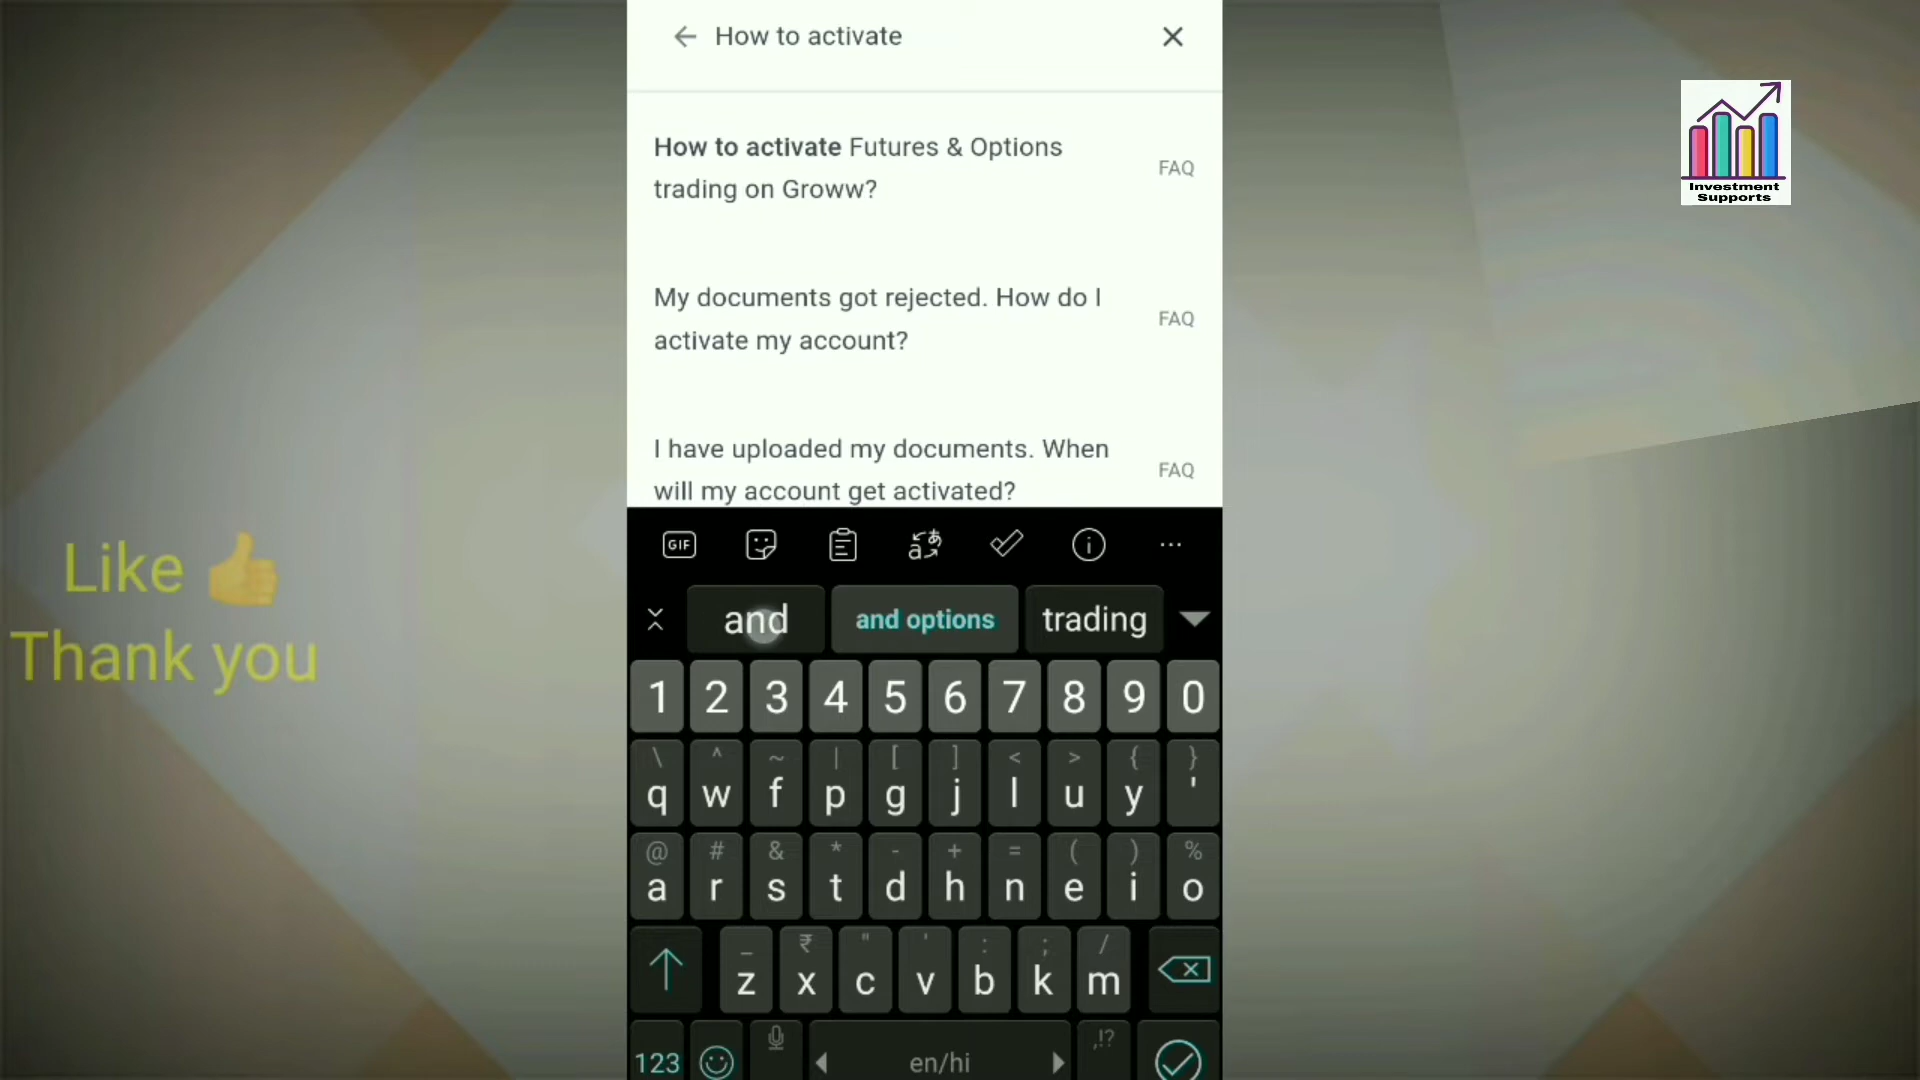 How to activate
How to activate Futures & Options
trading on Groww?
FAQ
My documents got rejected. How do I
activate my account?
FAQ
I have uploaded my documents. When
will my account get activated?
FAQ
Investment
Supports
Like 👍
Thank you
GIF
and
and options
trading
1 2 3 4 5 6 7 8 9 0
\ ^ ~ | [ ] < > { }
q w f p g j l u y '
@ # & * - + = ( ) %
a r s t d h n e i o
_ ₹ " ' : ; /
z x c v b k m
,!?
123 en/hi